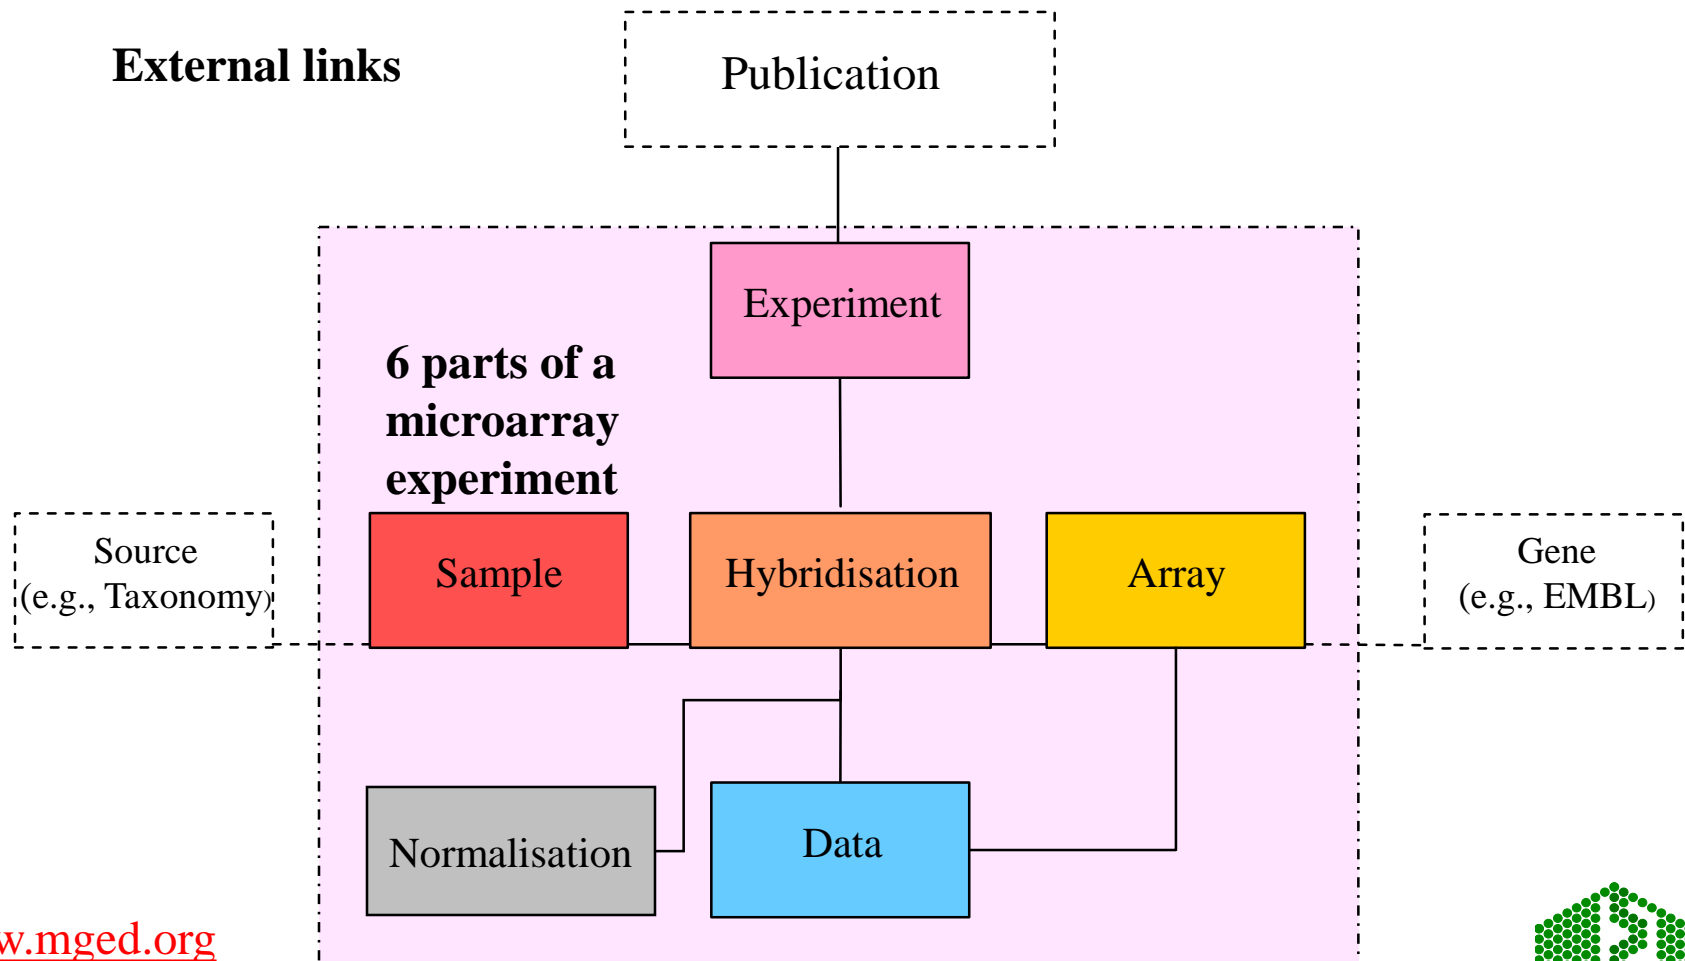 External links
Publication
Experiment
6 parts of a
microarray
experiment
Source
(e.g., Taxonomy)
Sample
Hybridisation
Array
Gene
(e.g., EMBL)
Normalisation
Data
w.mged.org